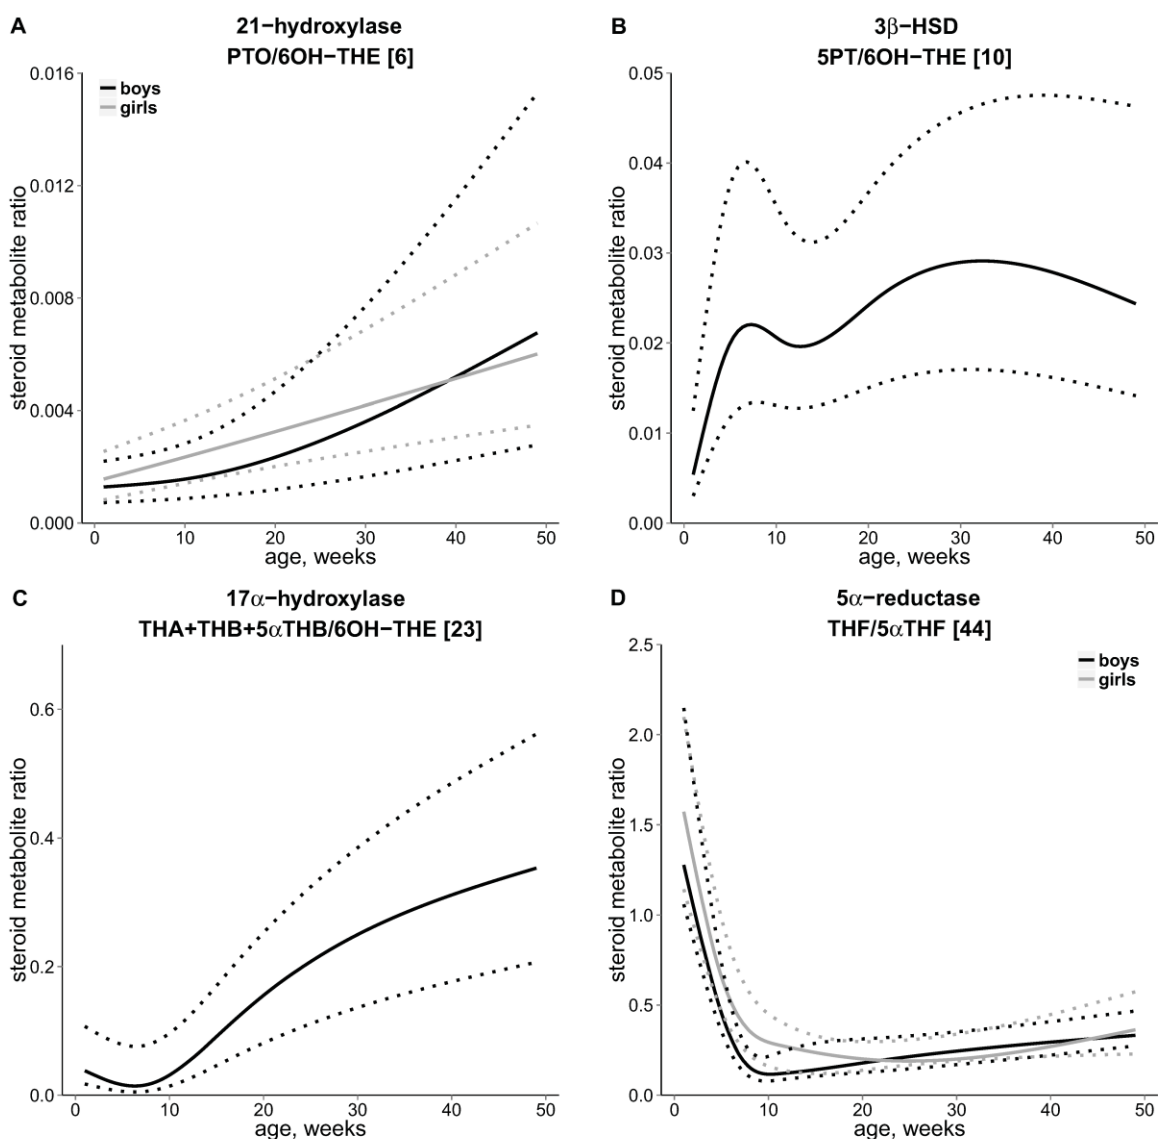 A
21−hydroxylase
PTO/6OH−THE [6]
boys
girls
steroid metabolite ratio
0.016
0.012
0.008
0.004
0.000
0 10 20 30 40 50
age, weeks
B
3β−HSD
5PT/6OH−THE [10]
steroid metabolite ratio
0.05
0.04
0.03
0.02
0.01
0.00
0 10 20 30 40 50
age, weeks
C
17α−hydroxylase
THA+THB+5αTHB/6OH−THE [23]
steroid metabolite ratio
0.6
0.4
0.2
0.0
0 10 20 30 40 50
age, weeks
D
5α−reductase
THF/5αTHF [44]
boys
girls
steroid metabolite ratio
2.5
2.0
1.5
1.0
0.5
0.0
0 10 20 30 40 50
age, weeks